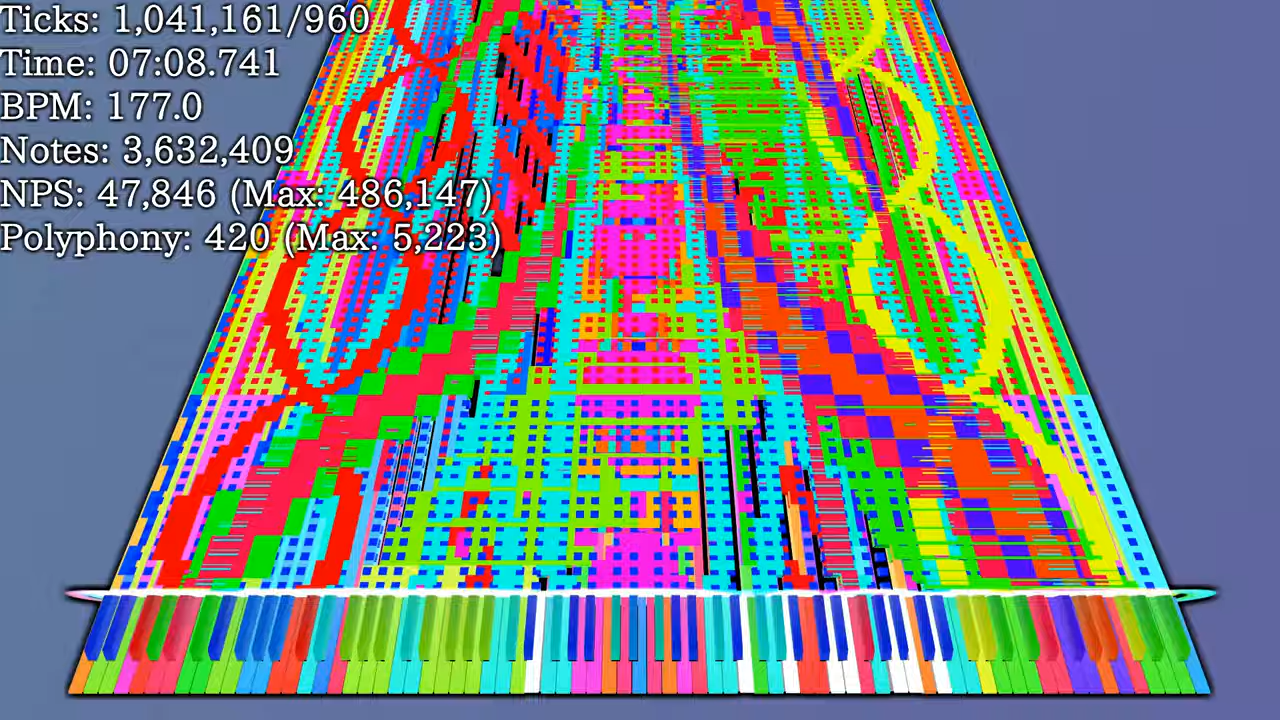 Ticks: 1,041,161/960
Time: 07:08.741
BPM: 177.0
Notes: 3,632,409
NPS: 47,846 (Max: 486,147)
Polyphony: 420 (Max: 5,223)